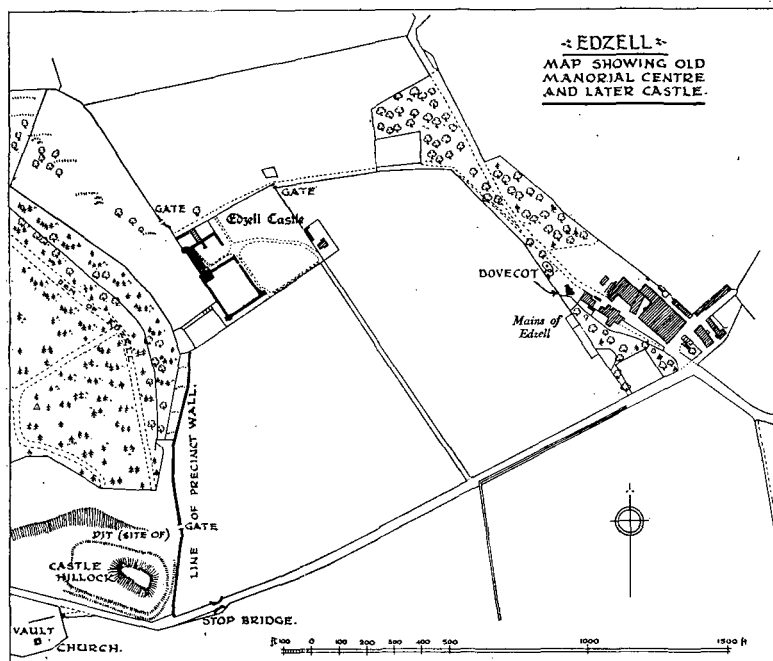 EDZELL
MAP SHOWING OLD
MANORIAL CENTRE
AND LATER CASTLE.
GATE
GATE
Edzell Castle
DOVECOT
Mains of
Edzell
LINE OF PRECINCT WALL.
GATE
PIT (SITE OF)
CASTLE
HILLOCK
STOP BRIDGE.
VAULT
CHURCH.
ft 100 0 100 200 300 400 500 1000 1500 ft